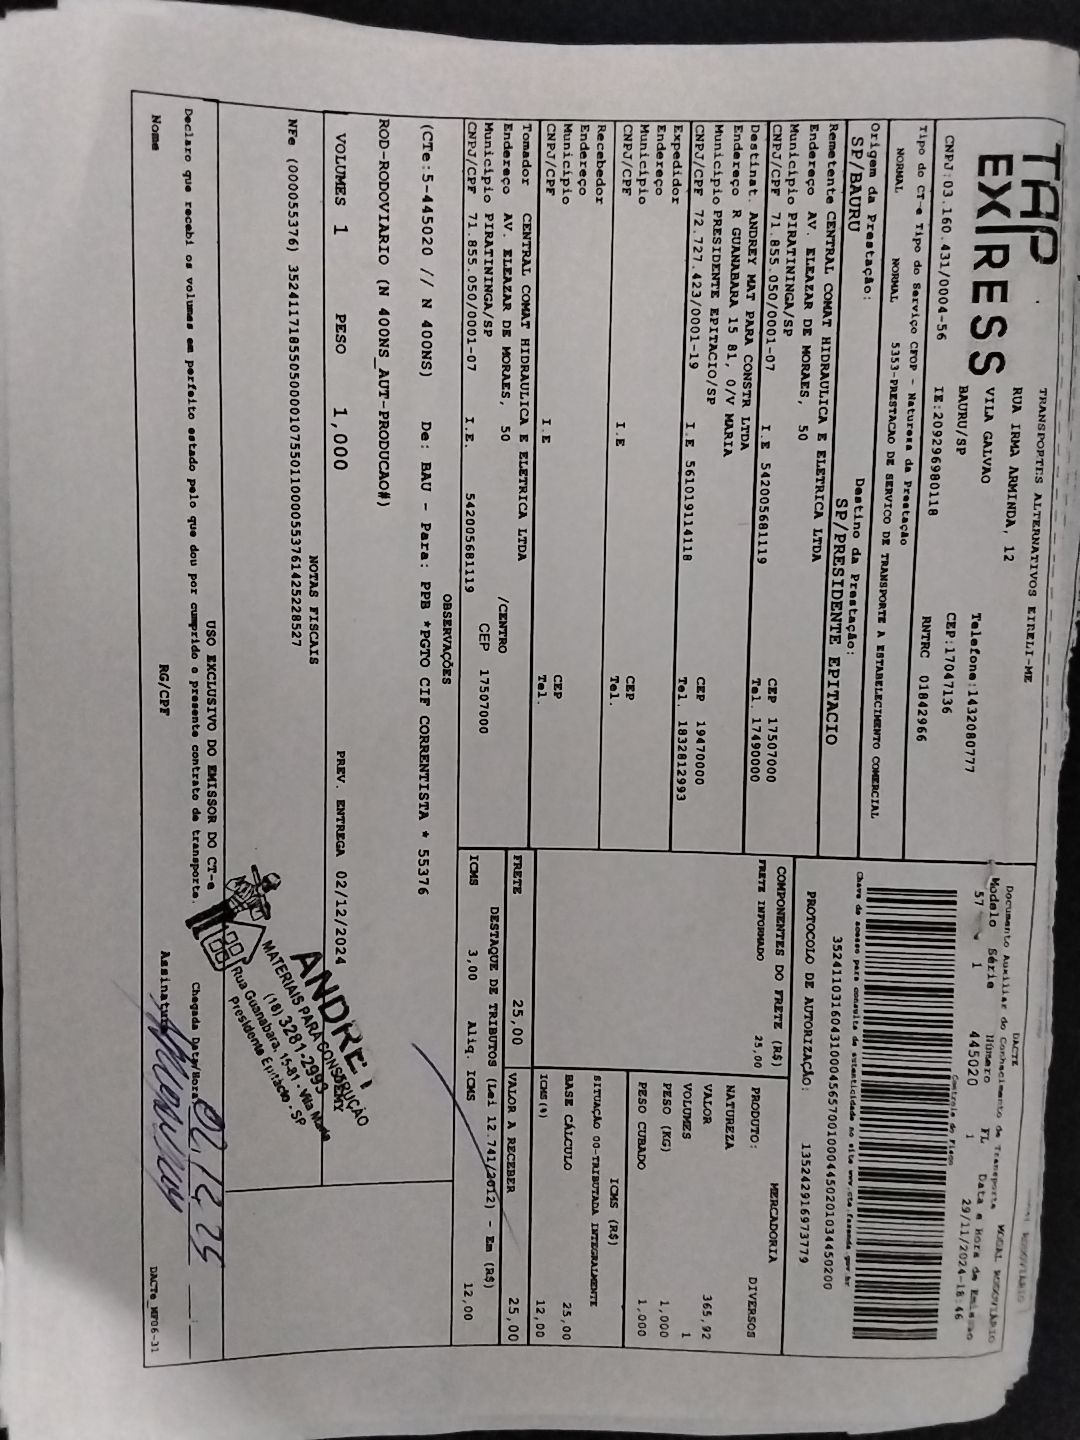 TAP
EXPRESS
TRANSPORTES ALTERNATIVOS EIRELI-ME
RUA IRMA ARMINDA, 12
VILA GALVAO
BAURU/SP
Telefone:1432080777
CEP:17047136
CNPJ:03.160.431/0004-56 IE:209296980118 RNTRC 01842966
Tipo do CT-e Tipo do Serviço CFOP - Natureza da Prestação
NORMAL NORMAL 5353-PRESTACAO DE SERVICO DE TRANSPORTE A ESTABELECIMENTO COMERCIAL
Origem da Prestação: Destino da Prestação:
SP/BAURU SP/PRESIDENTE EPITACIO
Remetente CENTRAL COMAT HIDRAULICA E ELETRICA LTDA
Endereço AV. ELEAZAR DE MORAES, 50
Município PIRATININGA/SP CEP 17507000
CNPJ/CPF 71.855.050/0001-07 I.E 542005681119 Tel. 17490000
Destinat. ANDREY MAT PARA CONSTR LTDA
Endereço R GUANABARA 15 81, 0/V MARIA
Município PRESIDENTE EPITACIO/SP CEP 19470000
CNPJ/CPF 72.727.423/0001-19 I.E 561019114118 Tel. 1832812993
Expedidor
Endereço
Município CEP
CNPJ/CPF I.E Tel.
Recebedor
Endereço
Município CEP
CNPJ/CPF I.E Tel.
Tomador CENTRAL COMAT HIDRAULICA E ELETRICA LTDA
Endereço AV. ELEAZAR DE MORAES, 50 /CENTRO
Município PIRATININGA/SP CEP 17507000
CNPJ/CPF 71.855.050/0001-07 I.E. 542005681119
DACTE MODAL RODOVIÁRIO
Documento Auxiliar do Conhecimento de Transporte
Modelo Série Número FL Data e Hora de Emissão
57 1 445020 1 29/11/2024-18:46
Controle do Fisco
Chave de acesso para consulta de autenticidade no site www.cte.fazenda.gov.br
35241103160431000456570010004450201034450200
PROTOCOLO DE AUTORIZAÇÃO: 135242916973779
COMPONENTES DO FRETE (R$)
FRETE INFORMADO 25,00
MERCADORIA
PRODUTO: DIVERSOS
NATUREZA
VALOR 365,92
VOLUMES 1
PESO (KG) 1,000
PESO CUBADO 1,000
ICMS (R$)
SITUAÇÃO 00-TRIBUTADA INTEGRALMENTE
BASE CÁLCULO 25,00
ICMS(%) 12,00
FRETE 25,00 VALOR A RECEBER 25,00
DESTAQUE DE TRIBUTOS (Lei 12.741/2012) - Em (R$)
ICMS 3,00 Aliq. ICMS 12,00
OBSERVAÇÕES
(CTe:5-445020 // N 400NS) De: BAU - Para: PPB *PGTO CIF CORRENTISTA * 55376
ROD-RODOVIARIO (N 400NS_AUT-PRODUCAO#)
VOLUMES 1 PESO 1,000 PREV. ENTREGA 02/12/2024
NOTAS FISCAIS
NFe (000055376) 35241171855050000107550110000553761425228527
ANDREY
MATERIAIS PARA CONSTRUÇÃO
(18) 3281-2993
Rua Guanabara, 15-81 - Vila Maria
Presidente Epitácio - SP
USO EXCLUSIVO DO EMISSOR DO CT-e
Declaro que recebi os volumes em perfeito estado pelo que dou por cumprido o presente contrato de transporte. Chegada Data/Hora
Nome RG/CPF Assinatura
DACTe_NF06-31